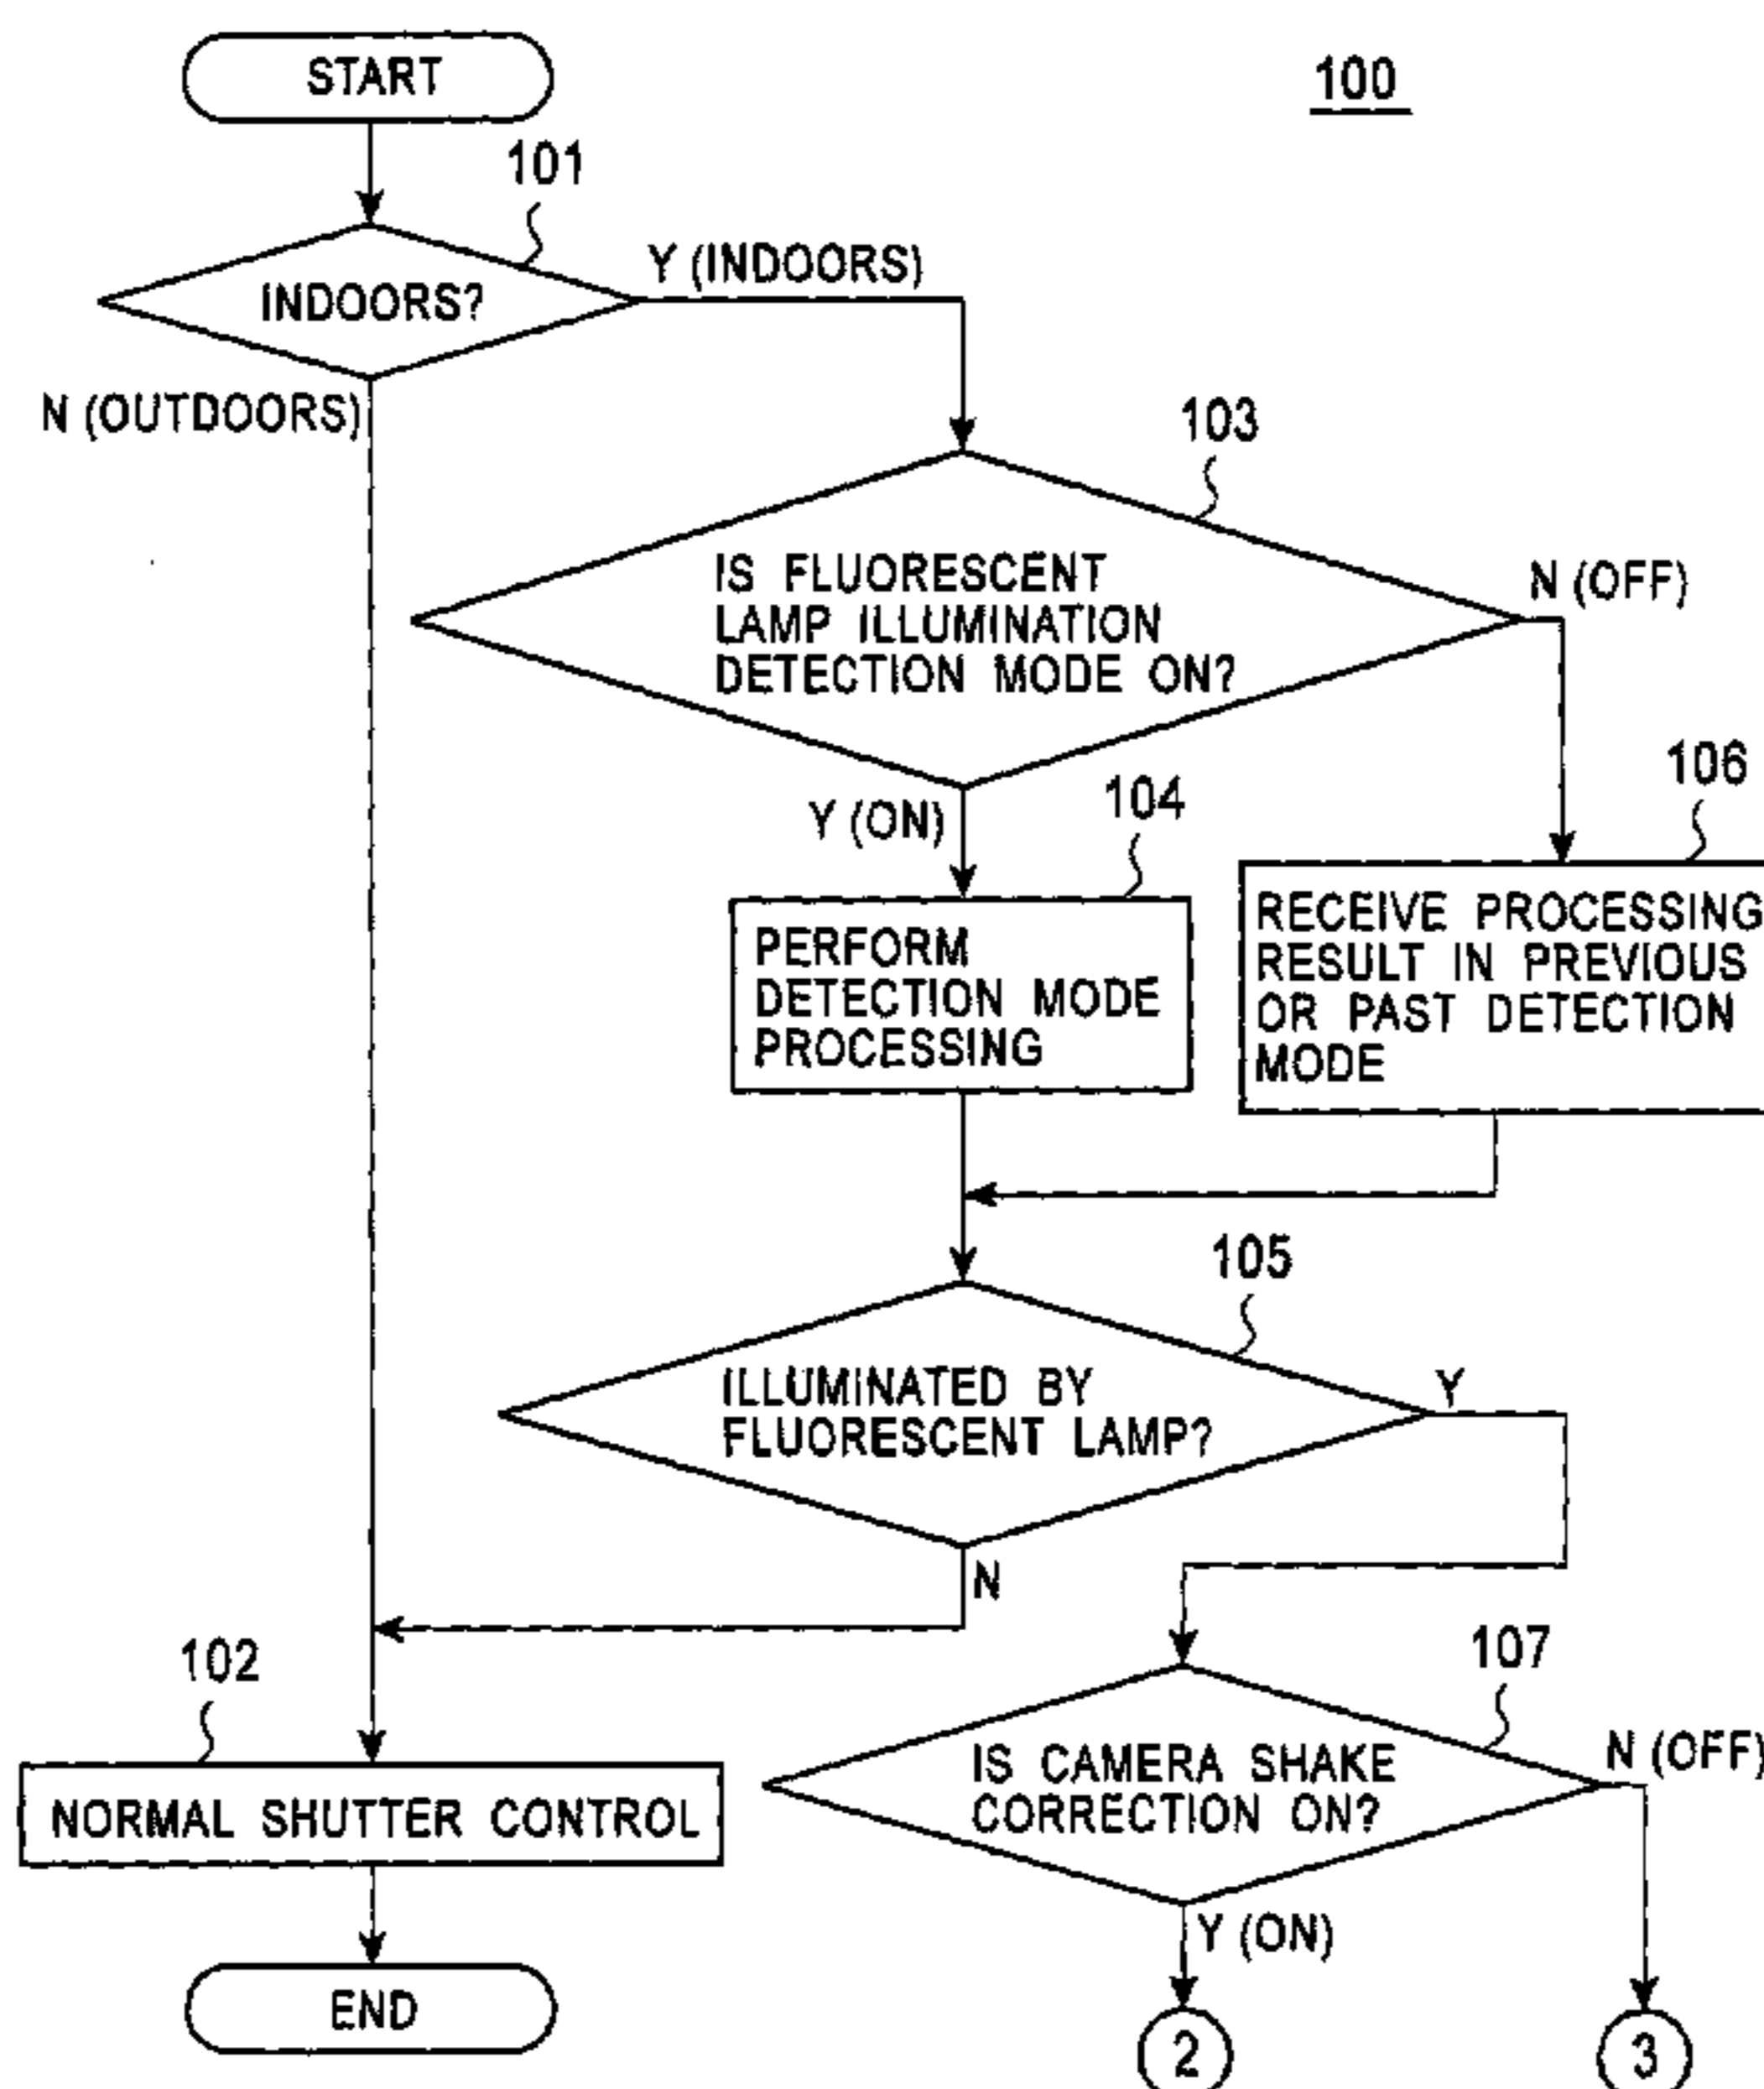 START
100
101
INDOORS?
Y (INDOORS)
N (OUTDOORS)
103
IS FLUORESCENT
LAMP ILLUMINATION
DETECTION MODE ON?
N (OFF)
Y (ON)
104
106
PERFORM
DETECTION MODE
PROCESSING
RECEIVE PROCESSING
RESULT IN PREVIOUS
OR PAST DETECTION
MODE
105
ILLUMINATED BY
FLUORESCENT LAMP?
Y
N
102
107
NORMAL SHUTTER CONTROL
IS CAMERA SHAKE
CORRECTION ON?
N (OFF)
Y (ON)
END
2
3